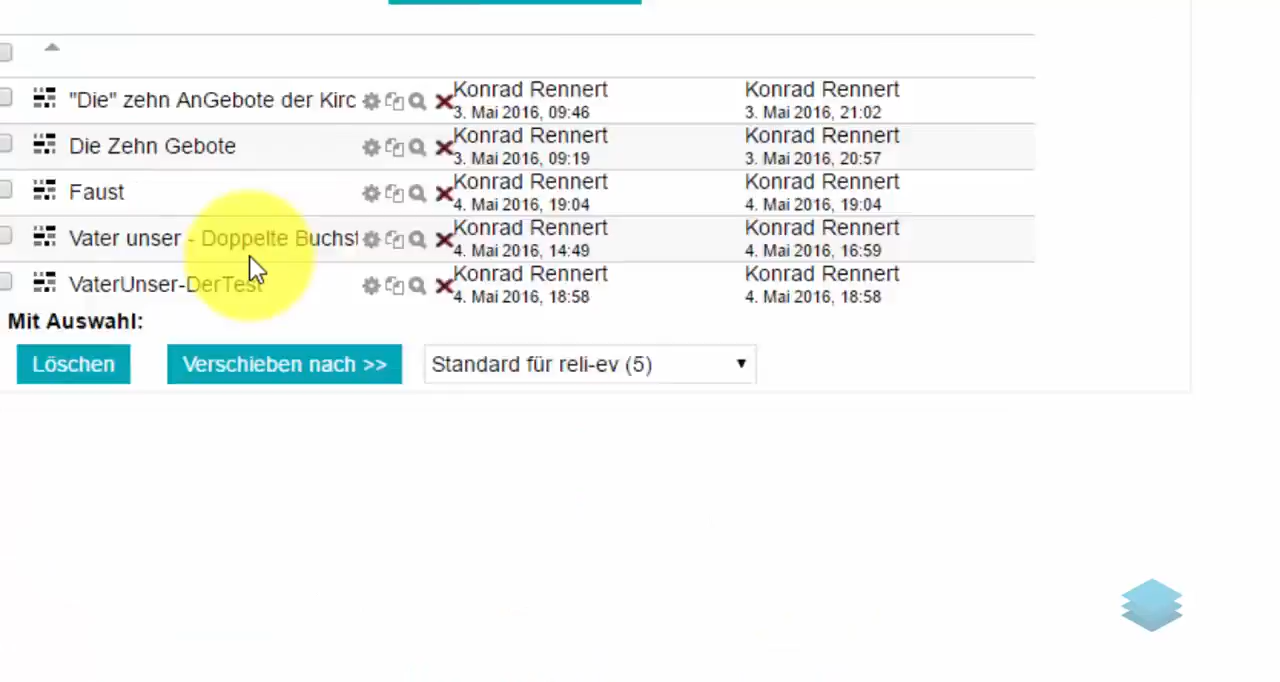 "Die" zehn AnGebote der Kirc Konrad Rennert Konrad Rennert
3. Mai 2016, 09:46 3. Mai 2016, 21:02
Die Zehn Gebote Konrad Rennert Konrad Rennert
3. Mai 2016, 09:19 3. Mai 2016, 20:57
Faust Konrad Rennert Konrad Rennert
4. Mai 2016, 19:04 4. Mai 2016, 19:04
Vater unser - Doppelte Buchst Konrad Rennert Konrad Rennert
4. Mai 2016, 14:49 4. Mai 2016, 16:59
VaterUnser-DerTest Konrad Rennert Konrad Rennert
4. Mai 2016, 18:58 4. Mai 2016, 18:58
Mit Auswahl:
Löschen Verschieben nach >> Standard für reli-ev (5)